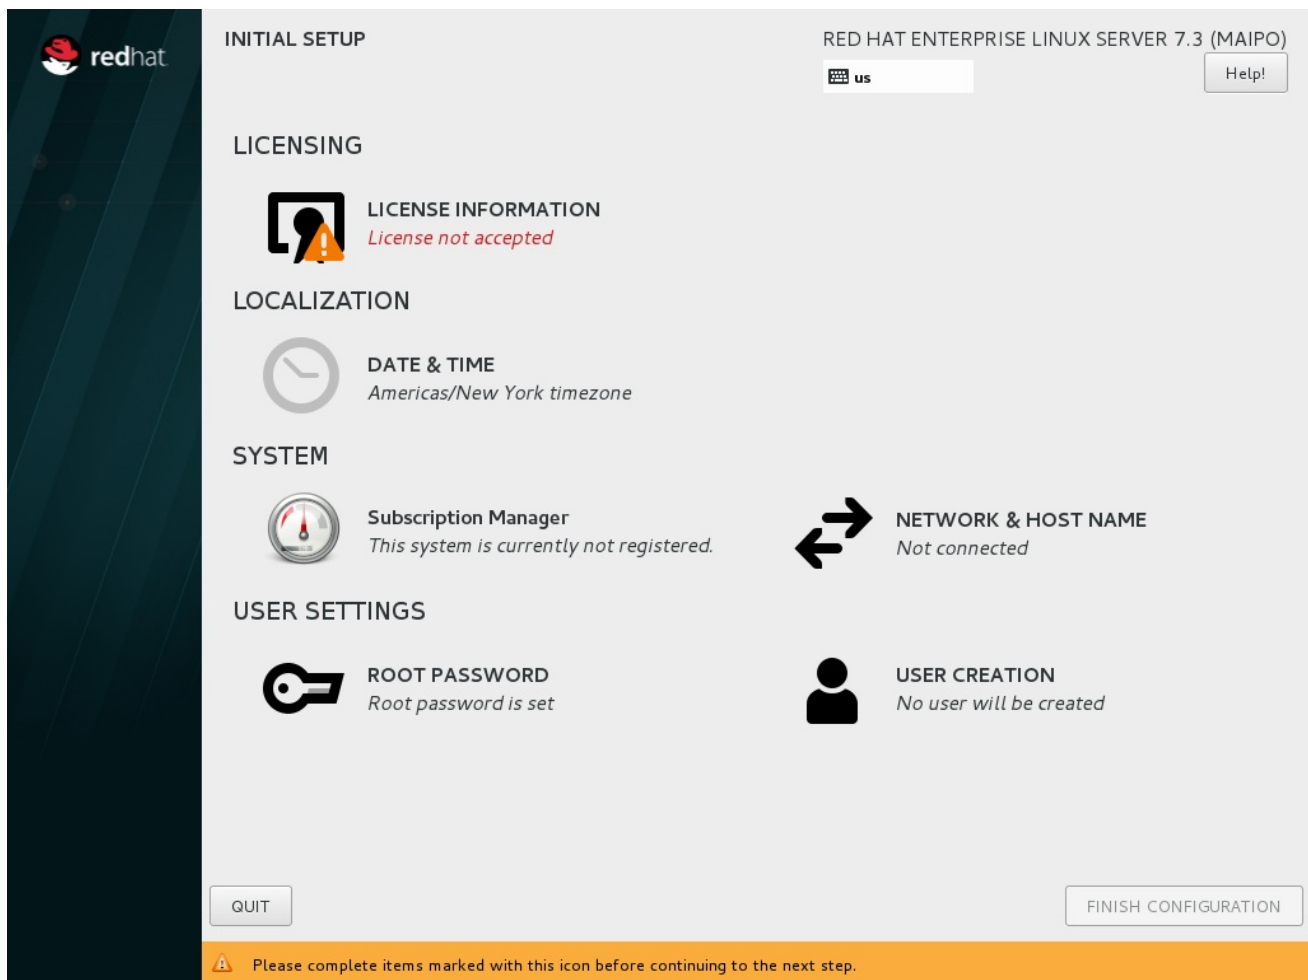 redhat
INITIAL SETUP
RED HAT ENTERPRISE LINUX SERVER 7.3 (MAIPO)
us
Help!
LICENSING
LICENSE INFORMATION
License not accepted
LOCALIZATION
DATE & TIME
Americas/New York timezone
SYSTEM
Subscription Manager
This system is currently not registered.
NETWORK & HOST NAME
Not connected
USER SETTINGS
ROOT PASSWORD
Root password is set
USER CREATION
No user will be created
QUIT
FINISH CONFIGURATION
Please complete items marked with this icon before continuing to the next step.